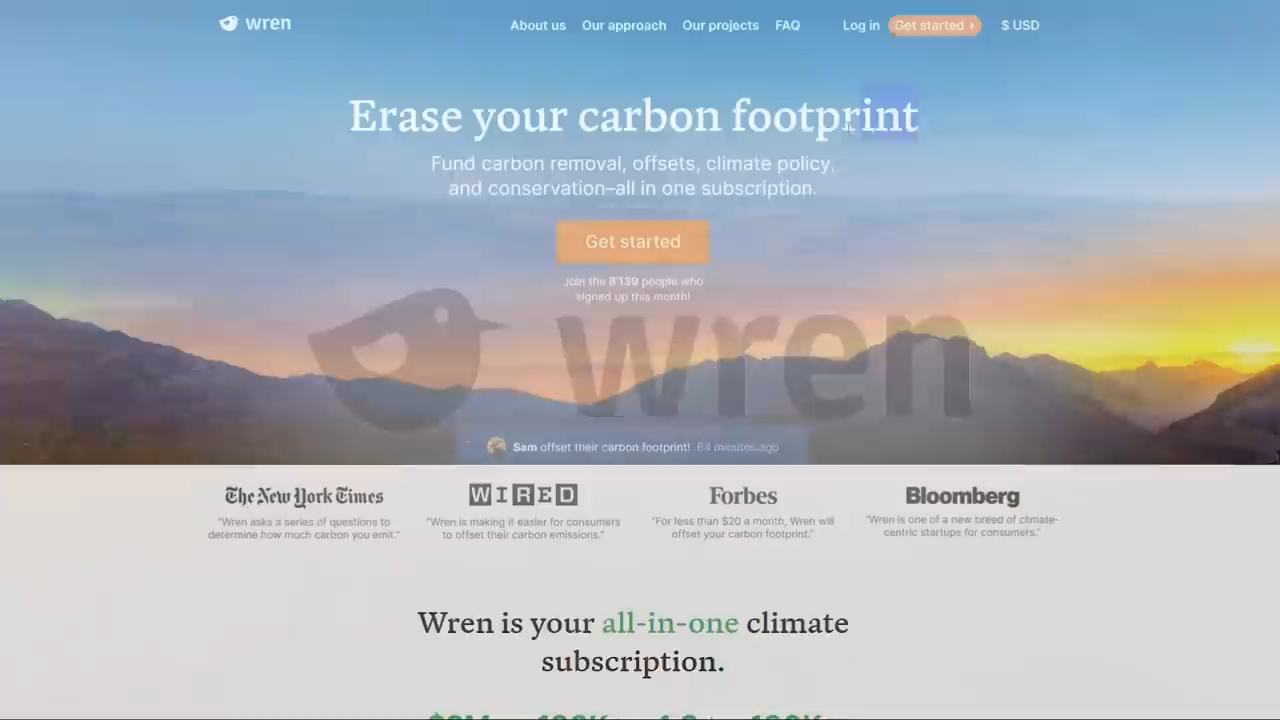 wren
About us Our approach Our projects FAQ Log in Get started › $ USD
Erase your carbon footprint
Fund carbon removal, offsets, climate policy,
and conservation–all in one subscription.
Get started
Join the 8'139 people who
signed up this month!
wren
Sam offset their carbon footprint! 64 minutes ago
The New York Times
WIRED
Forbes
Bloomberg
"Wren asks a series of questions to
determine how much carbon you emit."
"Wren is making it easier for consumers
to offset their carbon emissions."
"For less than $20 a month, Wren will
offset your carbon footprint."
"Wren is one of a new breed of climate-
centric startups for consumers."
Wren is your all-in-one climate
subscription.